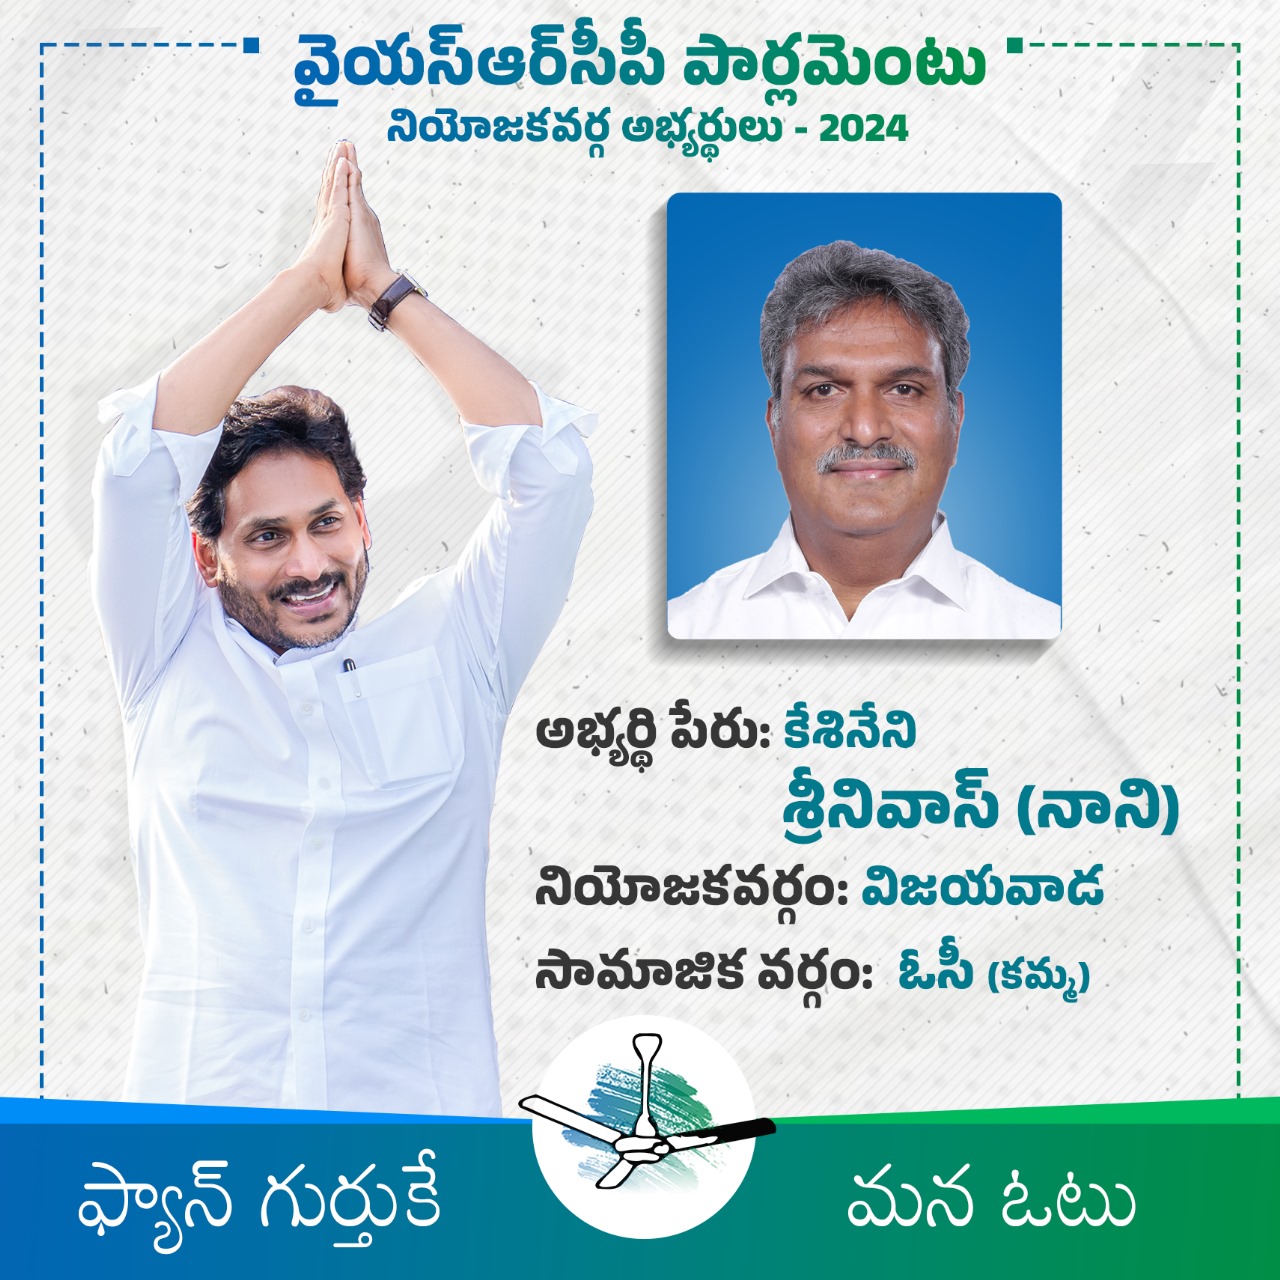 వైయస్ఆర్‌సీపీ పార్లమెంటు
నియోజకవర్గ అభ్యర్థులు - 2024
అభ్యర్థి పేరు: కేశినేని
శ్రీనివాస్ (నాని)
నియోజకవర్గం: విజయవాడ
సామాజిక వర్గం: ఓసీ (కమ్మ)
ఫ్యాన్ గుర్తుకే మన ఓటు